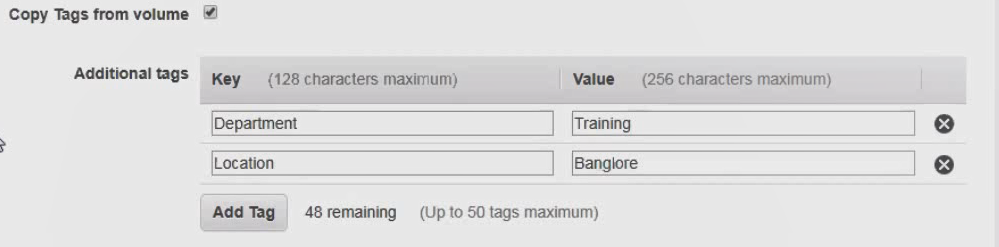 Copy Tags from volume
Additional tags Key (128 characters maximum) Value (256 characters maximum)
Department Training
Location Banglore
Add Tag 48 remaining (Up to 50 tags maximum)